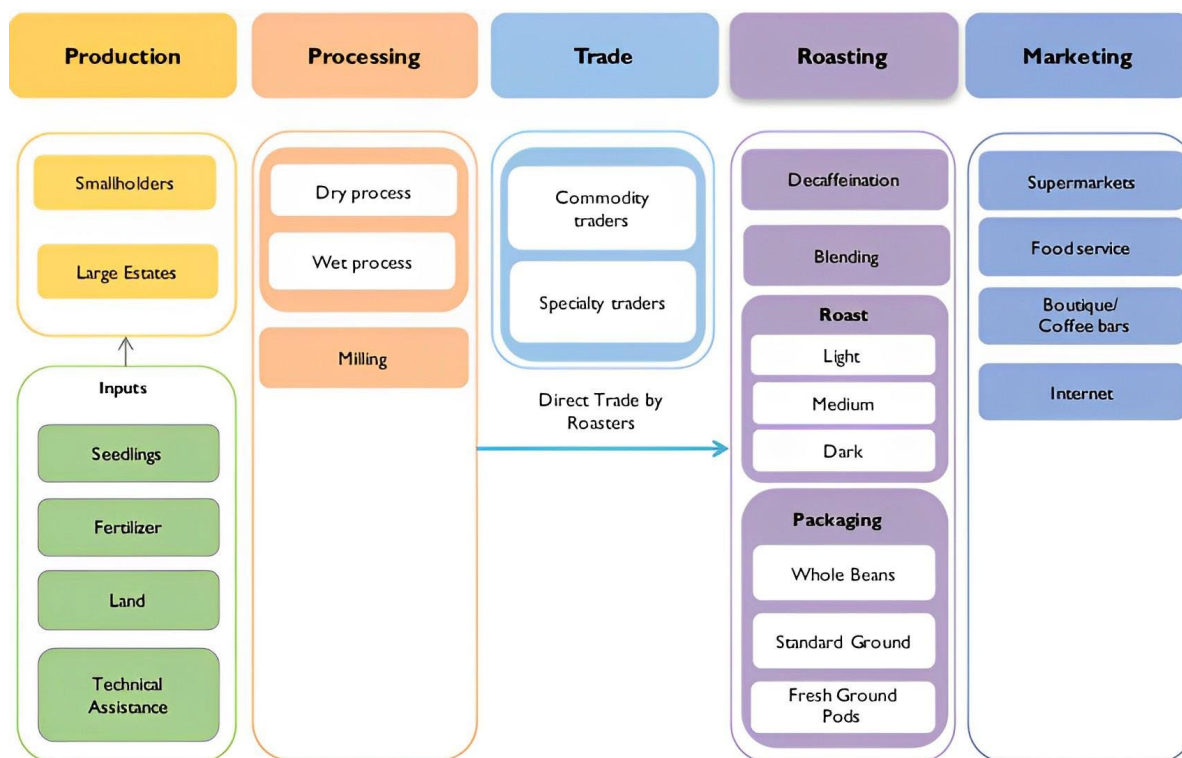 Production
Processing
Trade
Roasting
Marketing
Smallholders
Large Estates
Inputs
Seedlings
Fertilizer
Land
Technical
Assistance
Dry process
Wet process
Milling
Commodity
traders
Specialty traders
Direct Trade by
Roasters
Decaffeination
Blending
Roast
Light
Medium
Dark
Packaging
Whole Beans
Standard Ground
Fresh Ground
Pods
Supermarkets
Food service
Boutique/
Coffee bars
Internet